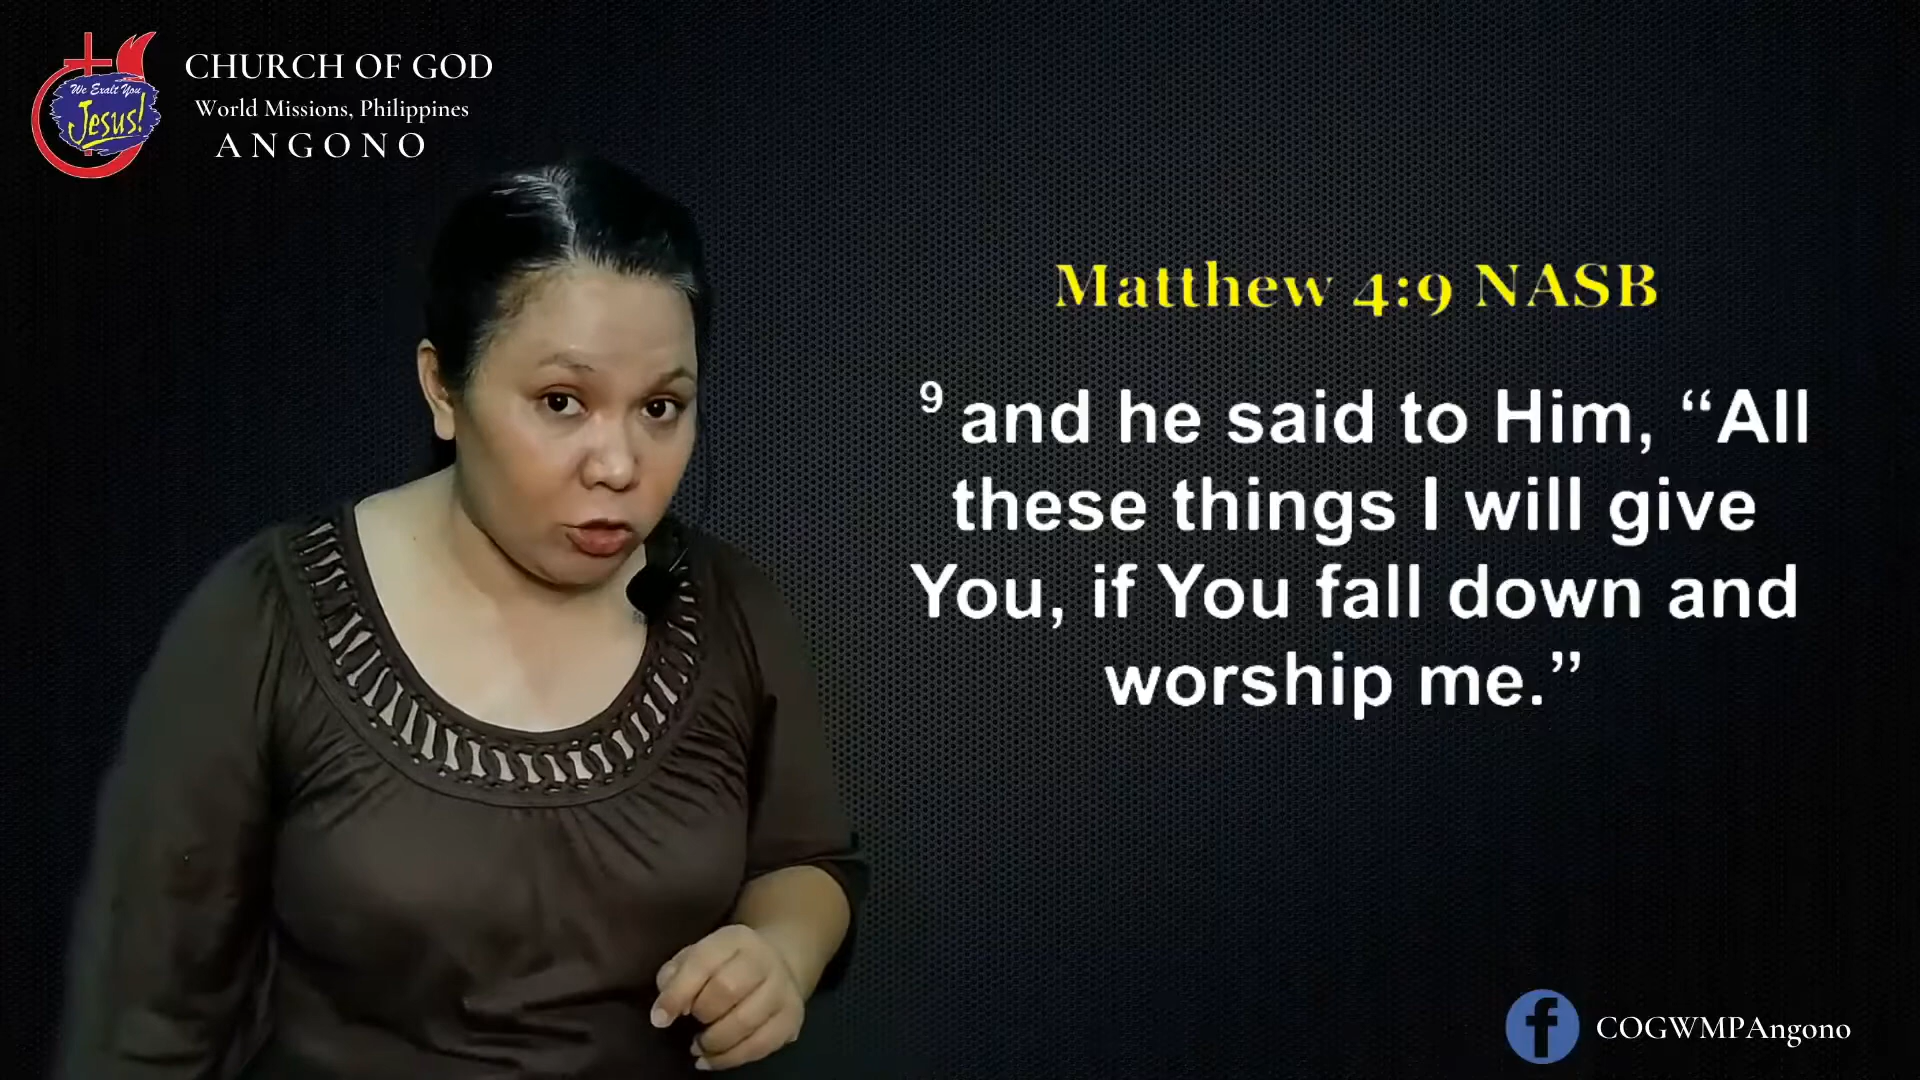 We Exalt You
Jesus!
CHURCH OF GOD
World Missions, Philippines
ANGONO
Matthew 4:9 NASB
9 and he said to Him, “All
these things I will give
You, if You fall down and
worship me.”
f
COGWMPAngono